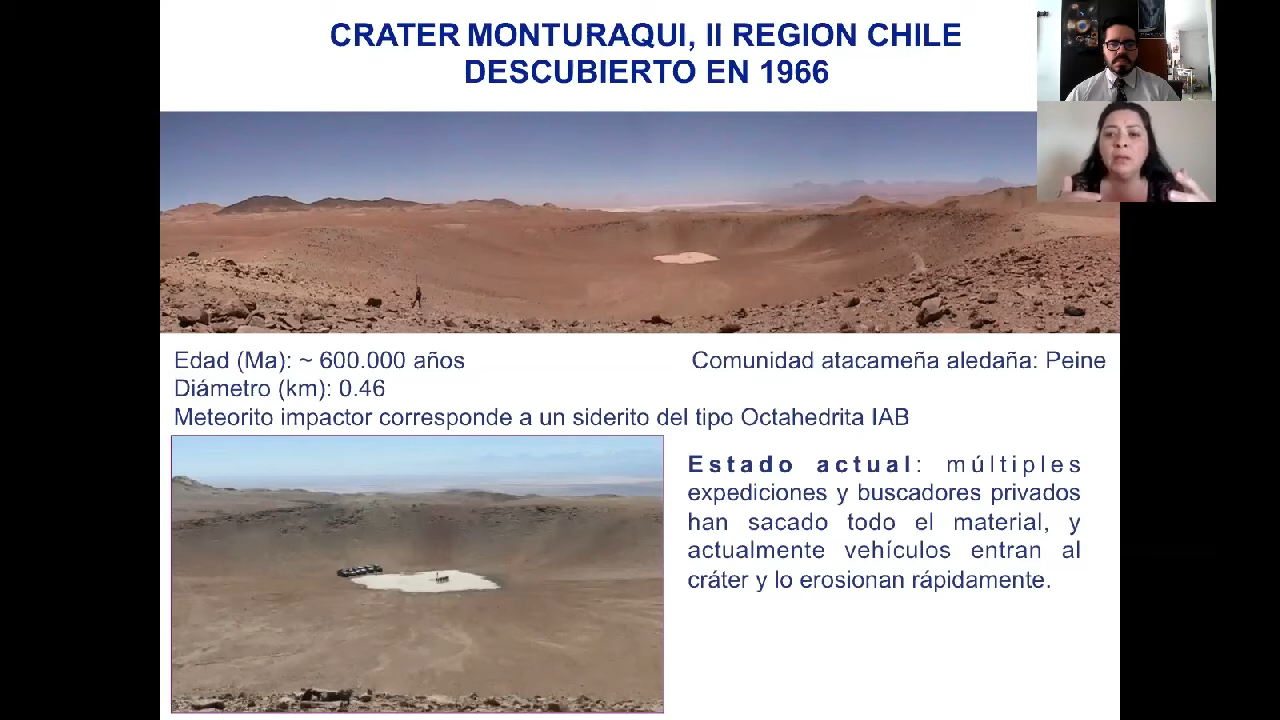 CRATER MONTURAQUI, II REGION CHILE
DESCUBIERTO EN 1966
Edad (Ma): ~ 600.000 años
Comunidad atacameña aledaña: Peine
Diámetro (km): 0.46
Meteorito impactor corresponde a un siderito del tipo Octahedrita IAB
Estado actual: múltiples
expediciones y buscadores privados
han sacado todo el material, y
actualmente vehículos entran al
cráter y lo erosionan rápidamente.